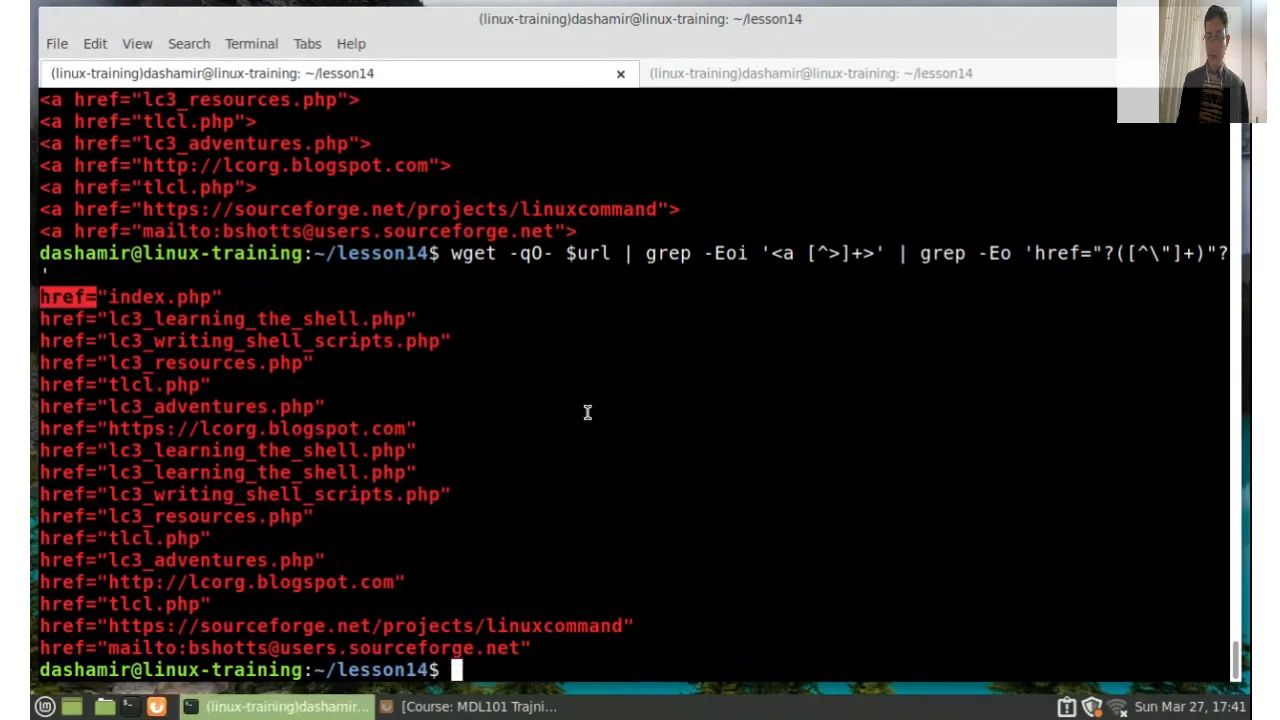 (linux-training)dashamir@linux-training: ~/lesson14
File Edit View Search Terminal Tabs Help
(linux-training)dashamir@linux-training: ~/lesson14 × (linux-training)dashamir@linux-training: ~/lesson14
<a href="lc3_resources.php">
<a href="tlcl.php">
<a href="lc3_adventures.php">
<a href="http://lcorg.blogspot.com">
<a href="tlcl.php">
<a href="https://sourceforge.net/projects/linuxcommand">
<a href="mailto:bshotts@users.sourceforge.net">
dashamir@linux-training:~/lesson14$ wget -qO- $url | grep -Eoi '<a [^>]+>' | grep -Eo 'href="?([^\"]+)"?
'
href="index.php"
href="lc3_learning_the_shell.php"
href="lc3_writing_shell_scripts.php"
href="lc3_resources.php"
href="tlcl.php"
href="lc3_adventures.php"
href="https://lcorg.blogspot.com"
href="lc3_learning_the_shell.php"
href="lc3_learning_the_shell.php"
href="lc3_writing_shell_scripts.php"
href="lc3_resources.php"
href="tlcl.php"
href="lc3_adventures.php"
href="http://lcorg.blogspot.com"
href="tlcl.php"
href="https://sourceforge.net/projects/linuxcommand"
href="mailto:bshotts@users.sourceforge.net"
dashamir@linux-training:~/lesson14$
(linux-training)dashamir... [Course: MDL101 Trajni... Sun Mar 27, 17:41